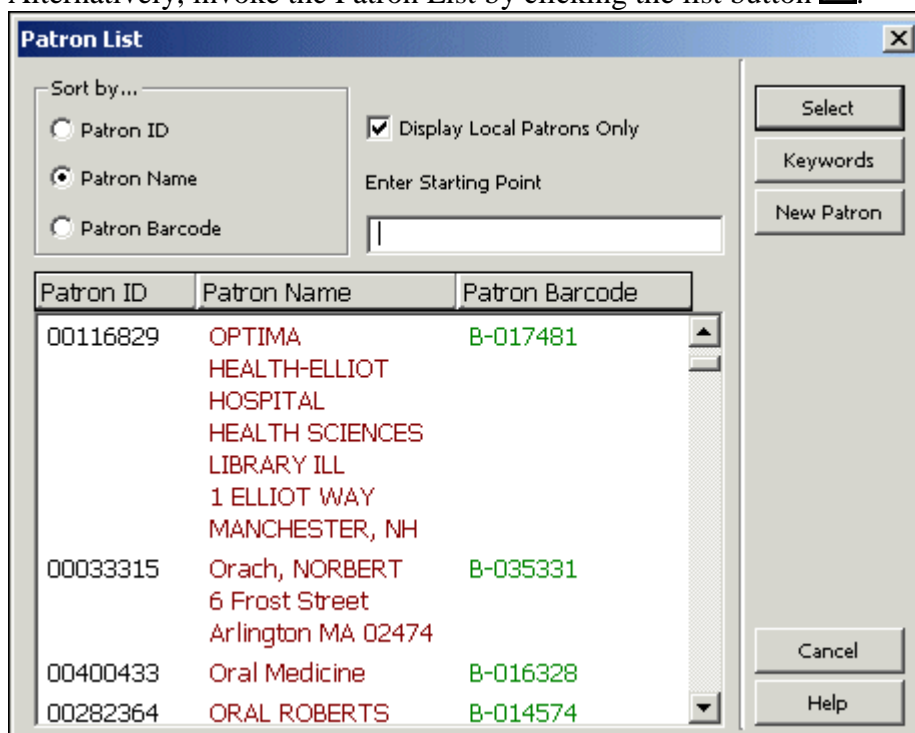 Alternatively, invoke the Patron List by clicking the list button .
Patron List
Sort by...
Patron ID
Patron Name
Patron Barcode
Display Local Patrons Only
Enter Starting Point
Select
Keywords
New Patron
Patron ID Patron Name Patron Barcode
00116829 OPTIMA B-017481
HEALTH-ELLIOT
HOSPITAL
HEALTH SCIENCES
LIBRARY ILL
1 ELLIOT WAY
MANCHESTER, NH
00033315 Orach, NORBERT B-035331
6 Frost Street
Arlington MA 02474
00400433 Oral Medicine B-016328
00282364 ORAL ROBERTS B-014574
Cancel
Help